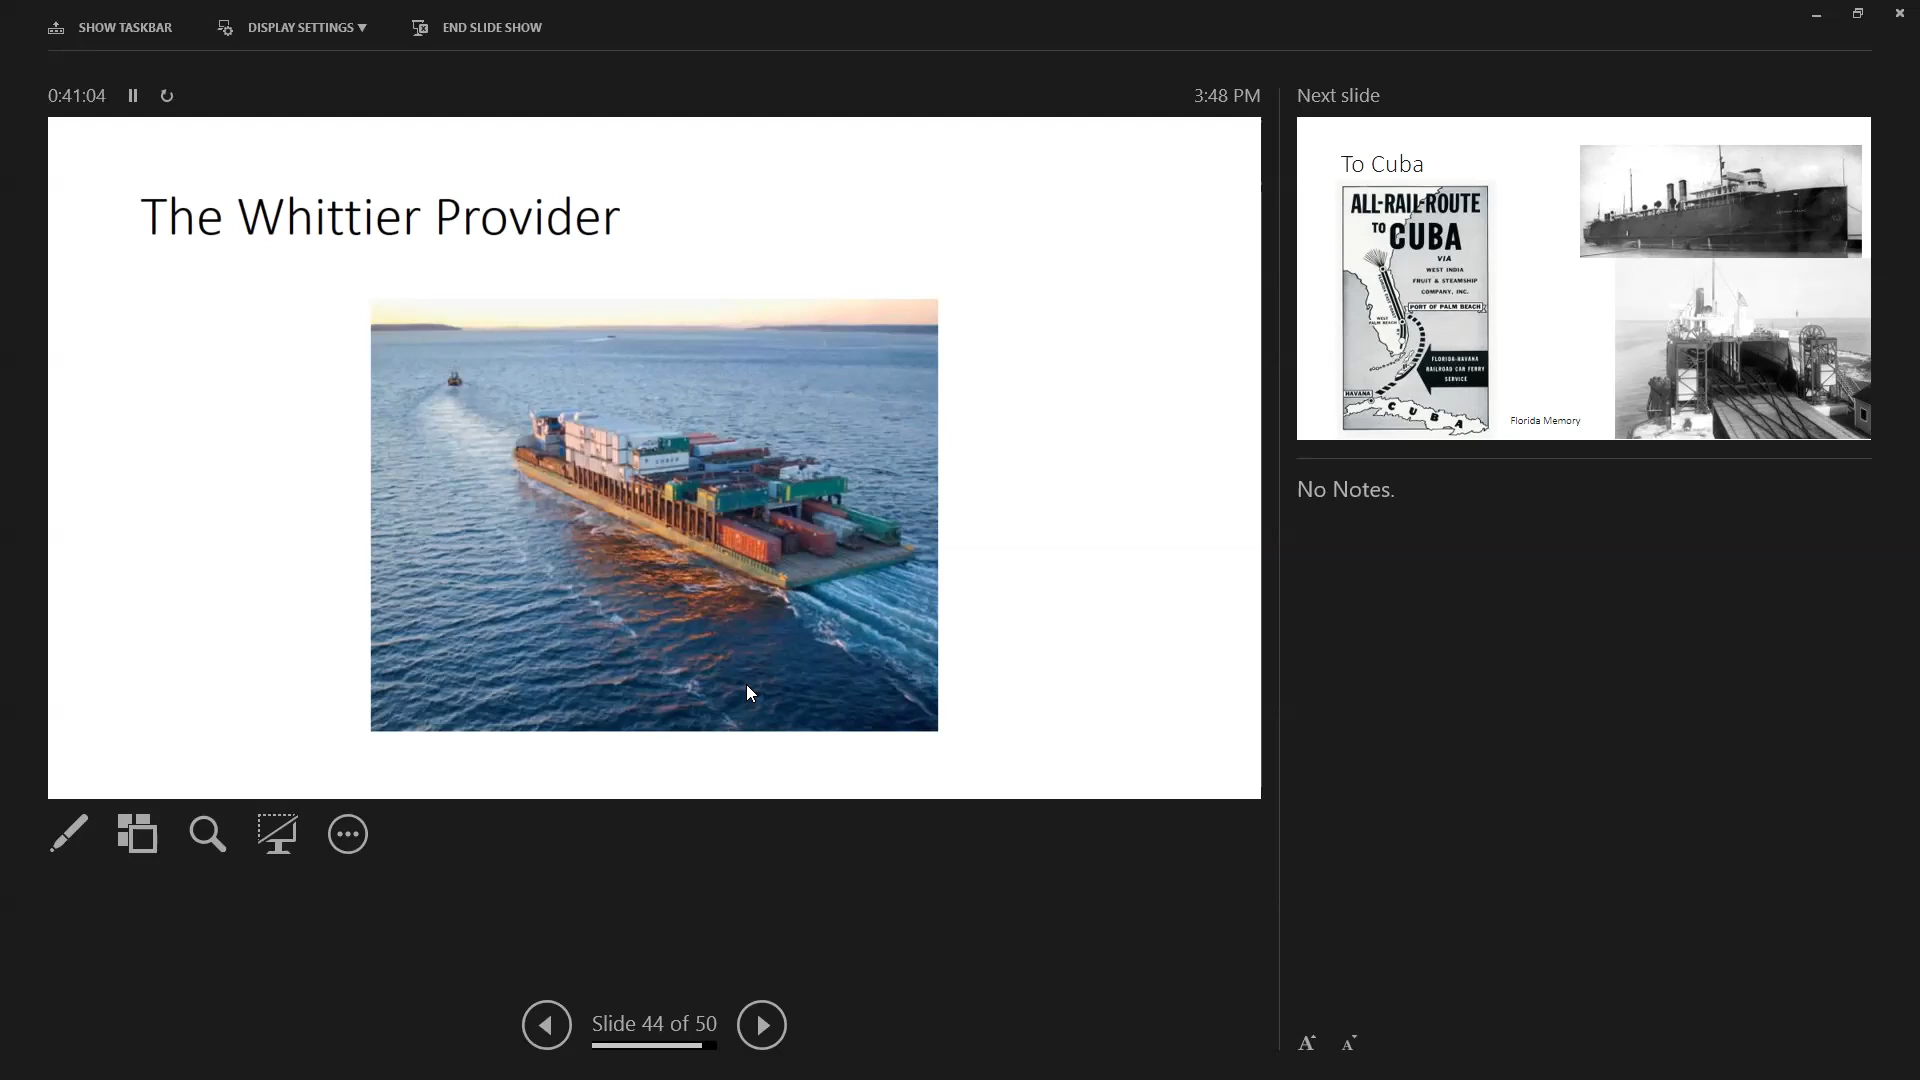 SHOW TASKBAR
DISPLAY SETTINGS ▼
END SLIDE SHOW
0:41:04
3:48 PM
Next slide
The Whittier Provider
To Cuba
ALL-RAIL-ROUTE
TO CUBA
VIA
WEST INDIA
FRUIT & STEAMSHIP
COMPANY, INC.
PORT OF PALM BEACH
WEST
PALM BEACH
FLORIDA-HAVANA
RAILROAD CAR FERRY
SERVICE
HAVANA
CUBA
Florida Memory
No Notes.
Slide 44 of 50
A A